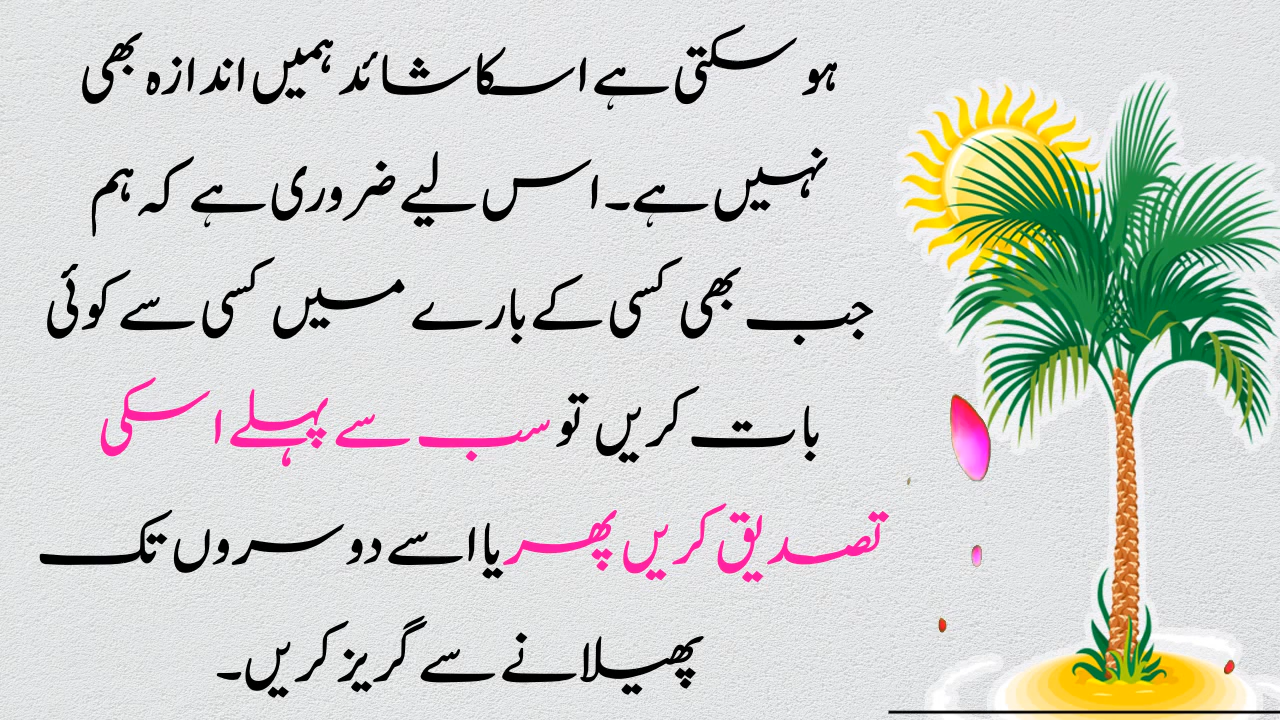 ہو سکتی ہے اسکا شائد ہمیں اندازہ بھی
نہیں ہے۔ اس لیے ضروری ہے کہ ہم
جب بھی کسی کے بارے میں کسی سے کوئی
بات کریں تو سب سے پہلے اسکی
تصدیق کریں پھر یا اسے دوسروں تک
پھیلانے سے گریز کریں۔